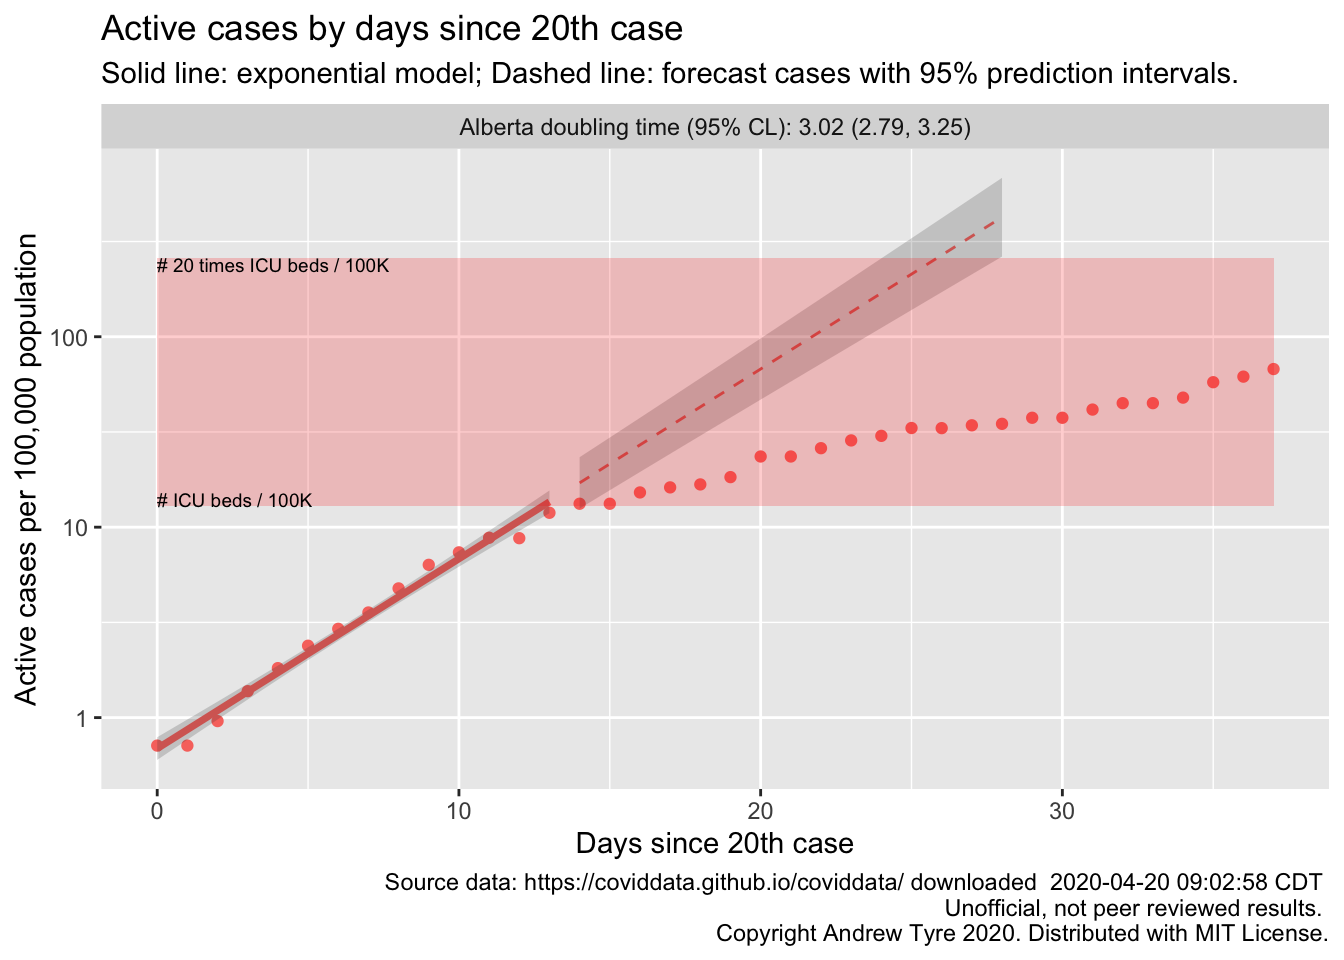 Active cases by days since 20th case
Solid line: exponential model; Dashed line: forecast cases with 95% prediction intervals.
Alberta doubling time (95% CL): 3.02 (2.79, 3.25)
Active cases per 100,000 population
# 20 times ICU beds / 100K
100
# ICU beds / 100K
10
1
0 10 20 30
Days since 20th case
Source data: https://coviddata.github.io/coviddata/ downloaded  2020-04-20 09:02:58 CDT
Unofficial, not peer reviewed results.
Copyright Andrew Tyre 2020. Distributed with MIT License.